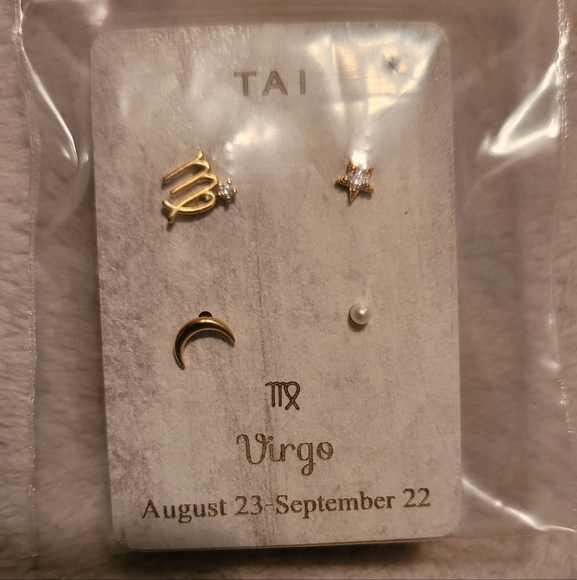 TAI
♍
Virgo
August 23-September 22